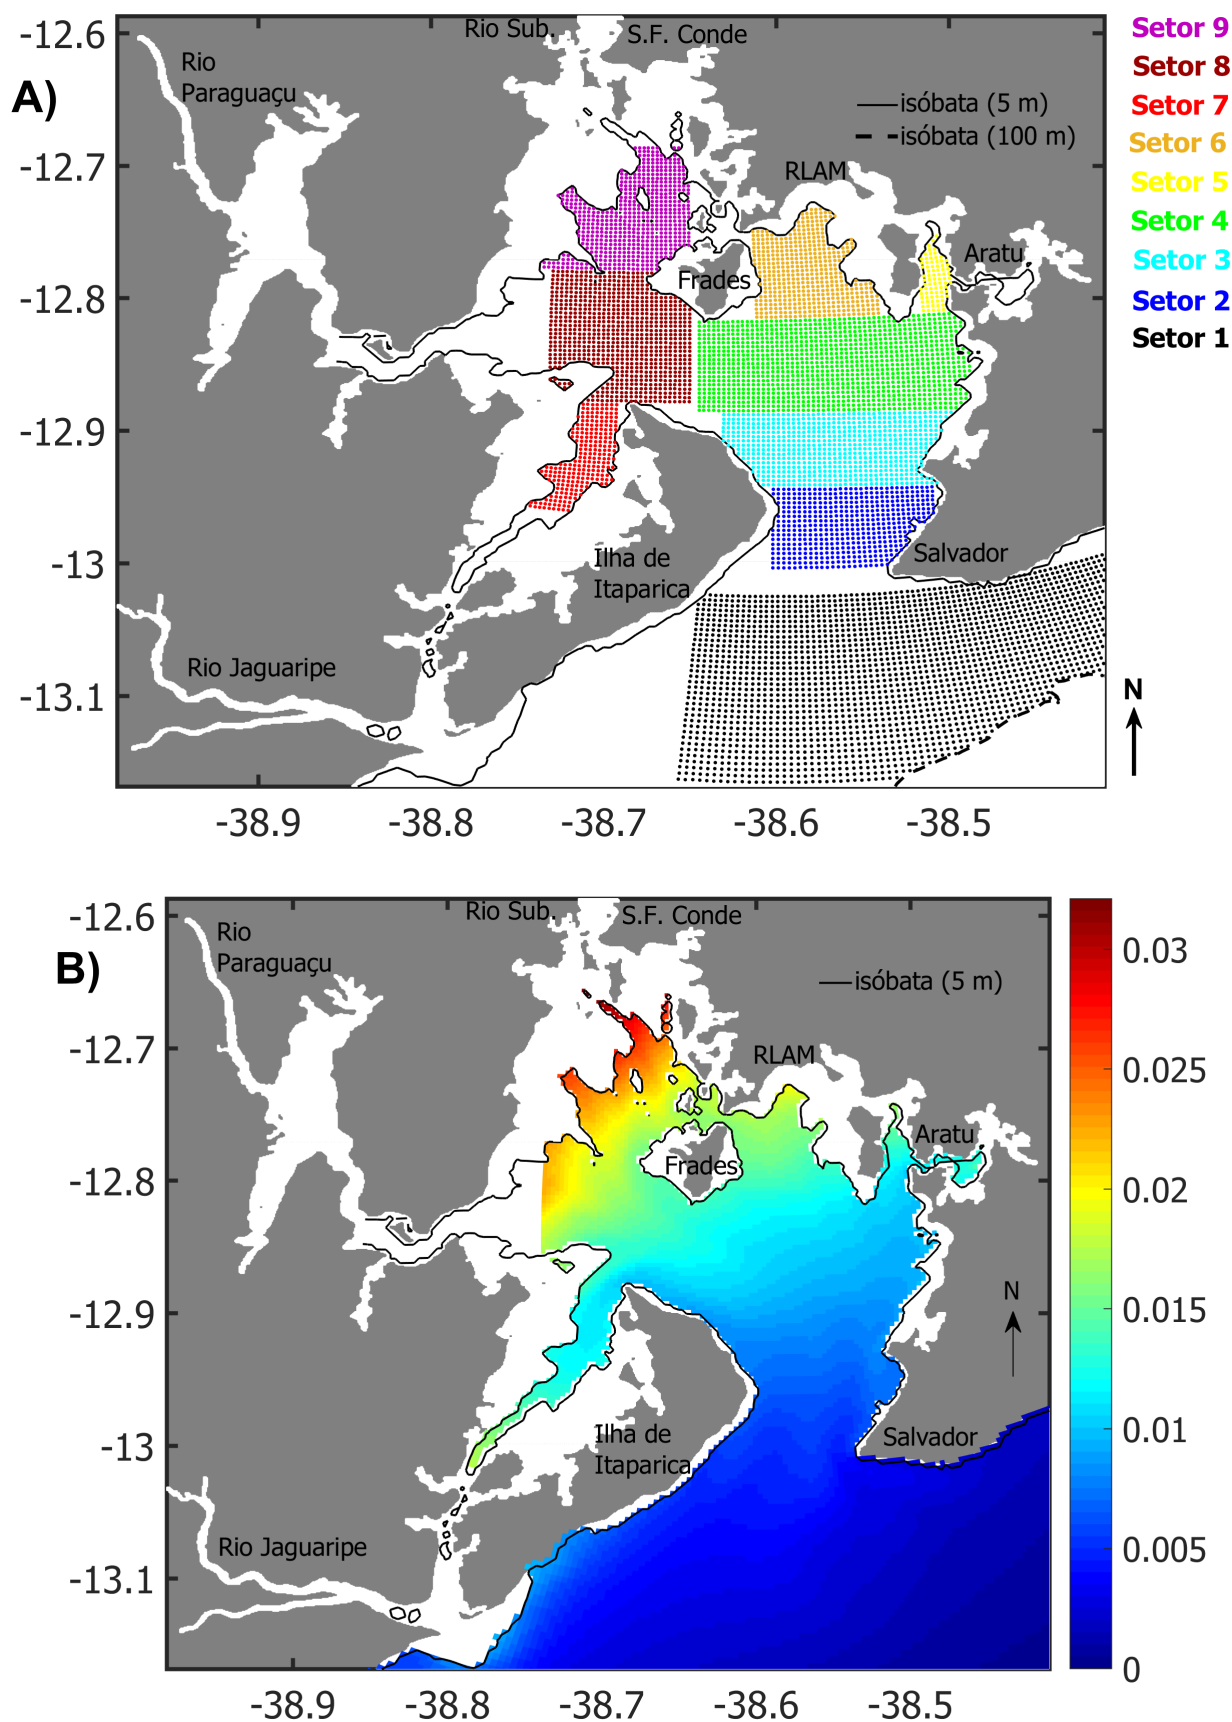 A)
-12.6
-12.7
-12.8
-12.9
-13
-13.1
Rio Sub.
S.F. Conde
Rio
Paraguaçu
isóbata (5 m)
isóbata (100 m)
RLAM
Aratu
Frades
Salvador
Ilha de
Itaparica
Rio Jaguaripe
-38.9
-38.8
-38.7
-38.6
-38.5
Setor 9
Setor 8
Setor 7
Setor 6
Setor 5
Setor 4
Setor 3
Setor 2
Setor 1
N
B)
-12.6
-12.7
-12.8
-12.9
-13
-13.1
Rio Sub.
S.F. Conde
Rio
Paraguaçu
isóbata (5 m)
RLAM
Aratu
Frades
N
Salvador
Ilha de
Itaparica
Rio Jaguaripe
-38.9
-38.8
-38.7
-38.6
-38.5
0.03
0.025
0.02
0.015
0.01
0.005
0